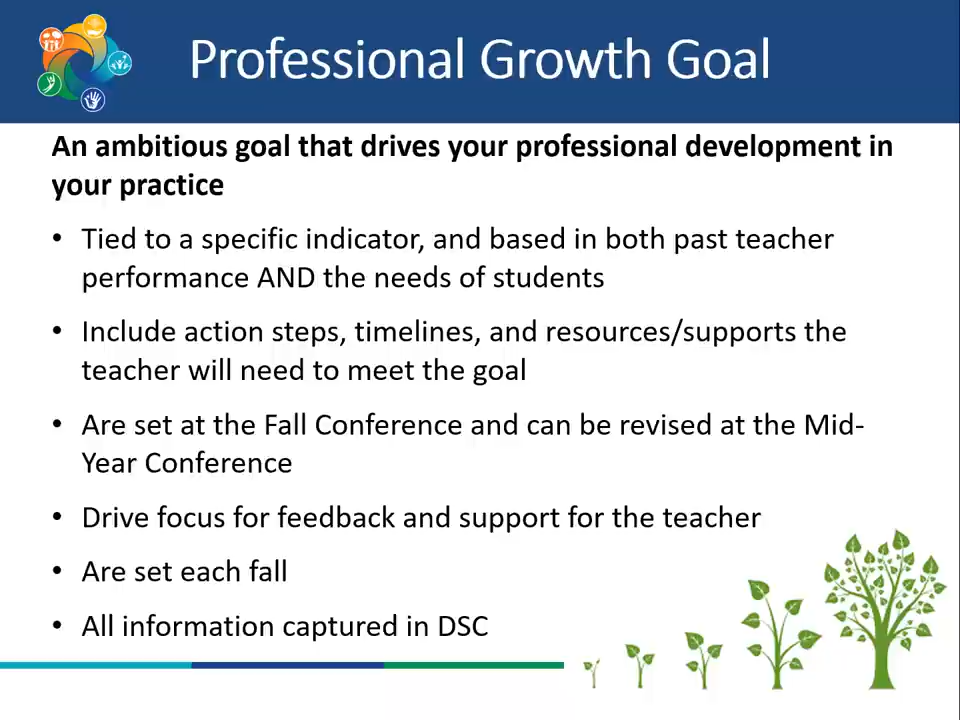 Professional Growth Goal
An ambitious goal that drives your professional development in
your practice
• Tied to a specific indicator, and based in both past teacher
performance AND the needs of students
• Include action steps, timelines, and resources/supports the
teacher will need to meet the goal
• Are set at the Fall Conference and can be revised at the Mid-
Year Conference
• Drive focus for feedback and support for the teacher
• Are set each fall
• All information captured in DSC